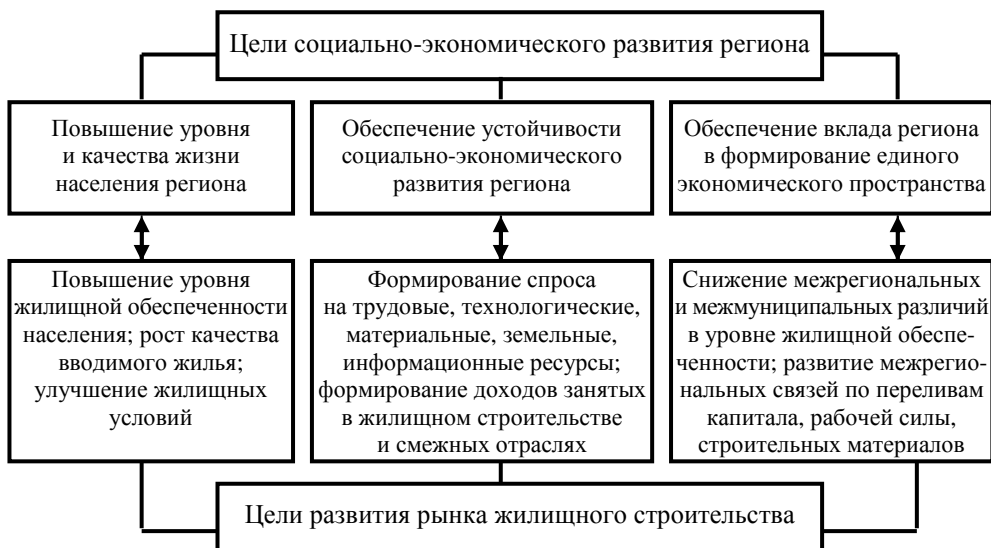 Цели социально-экономического развития региона
Повышение уровня
и качества жизни
населения региона
Обеспечение устойчивости
социально-экономического
развития региона
Обеспечение вклада региона
в формирование единого
экономического пространства
Повышение уровня
жилищной обеспеченности
населения; рост качества
вводимого жилья;
улучшение жилищных
условий
Формирование спроса
на трудовые, технологические,
материальные, земельные,
информационные ресурсы;
формирование доходов занятых
в жилищном строительстве
и смежных отраслях
Снижение межрегиональных
и межмуниципальных различий
в уровне жилищной обеспе-
ченности; развитие межрегио-
нальных связей по переливам
капитала, рабочей силы,
строительных материалов
Цели развития рынка жилищного строительства